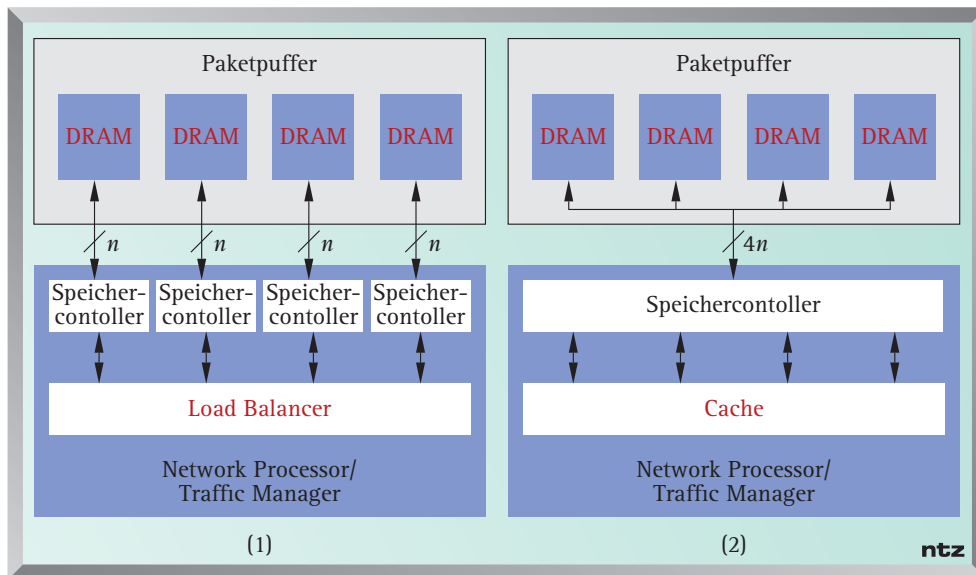 Paketpuffer
DRAM DRAM DRAM DRAM
n n n n
Speicher-
contoller
Speicher-
contoller
Speicher-
contoller
Speicher-
contoller
Load Balancer
Network Processor/
Traffic Manager
(1)
Paketpuffer
DRAM DRAM DRAM DRAM
4n
Speichercontoller
Cache
Network Processor/
Traffic Manager
(2)
ntz